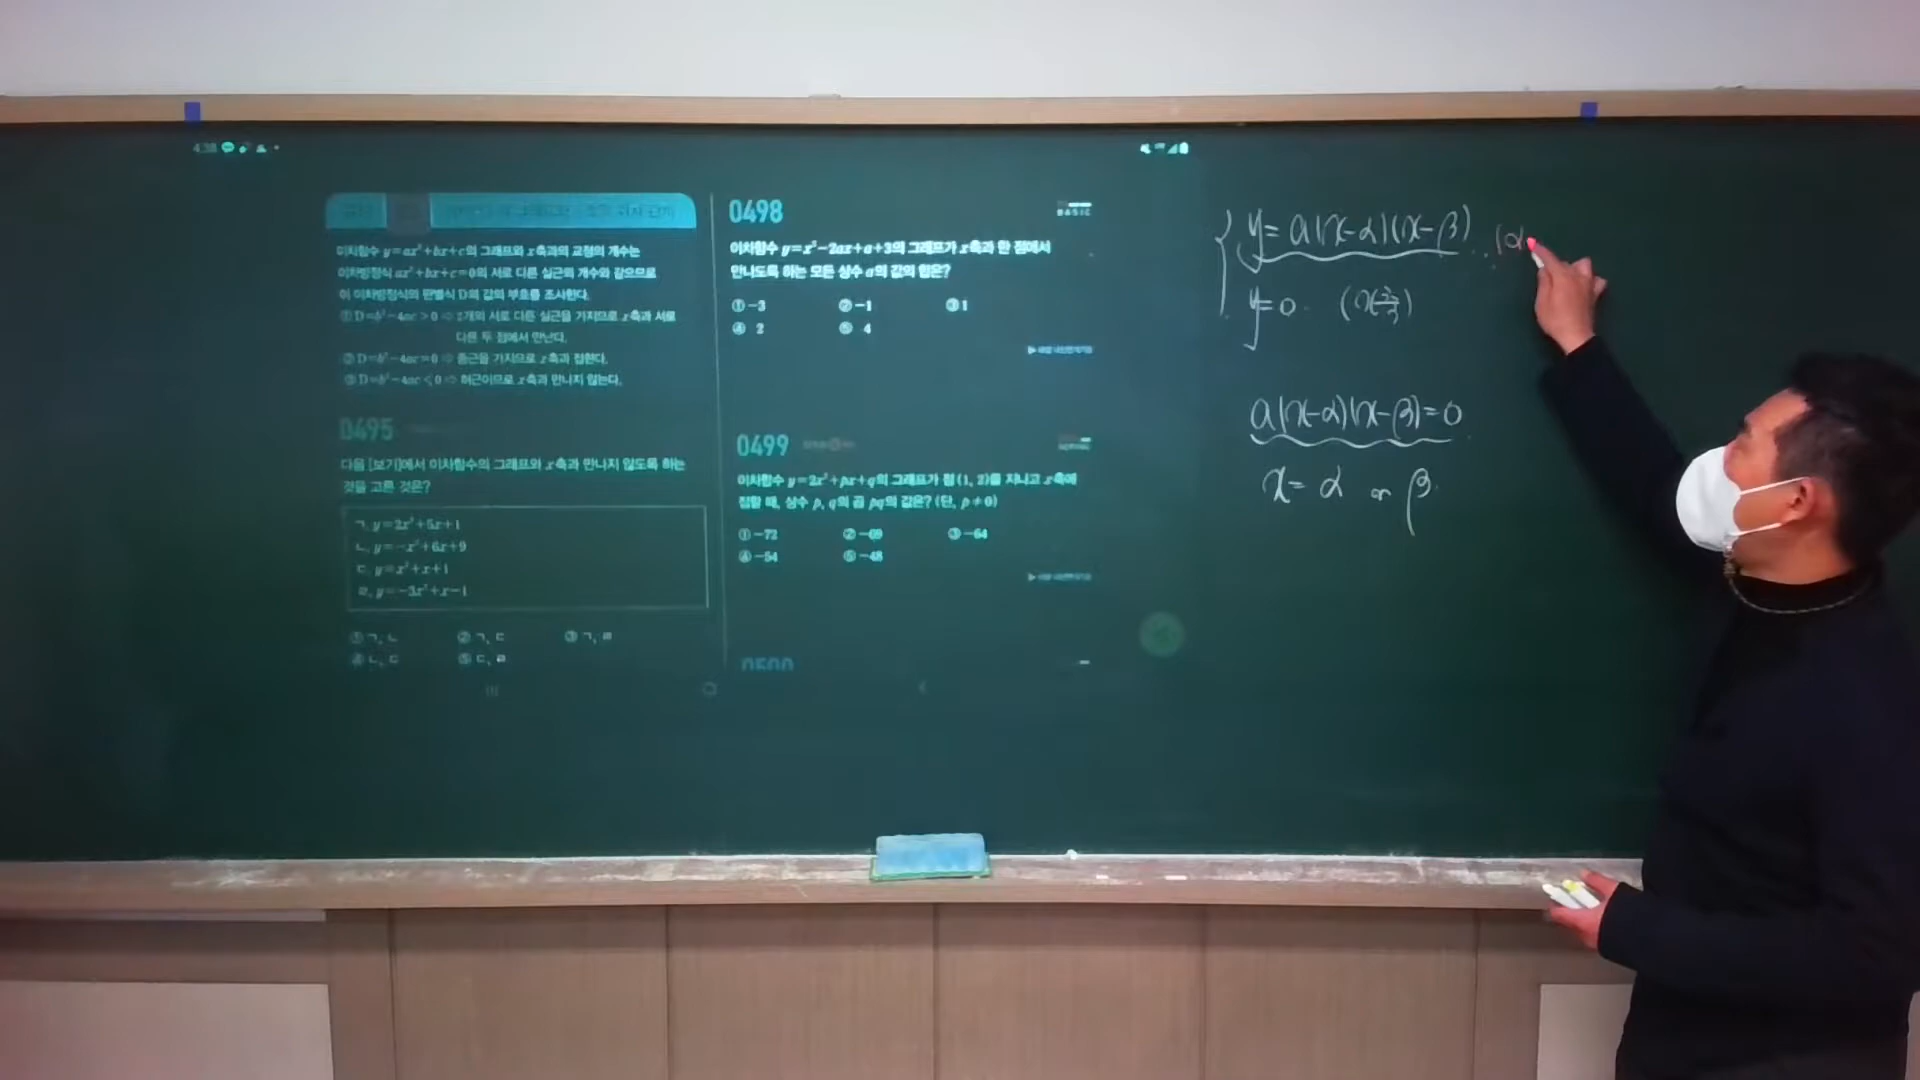 4:38
이차함수 y=ax²+bx+c의 그래프와 x축과의 교점의 개수는
이차방정식 ax²+bx+c=0의 서로 다른 실근의 개수와 같으므로
이 이차방정식의 판별식 D의 값의 부호를 조사한다.
① D=b²-4ac>0 ⇨ 2개의 서로 다른 실근을 가지므로 x축과 서로
다른 두 점에서 만난다.
② D=b²-4ac=0 ⇨ 중근을 가지므로 x축과 접한다.
③ D=b²-4ac<0 ⇨ 허근이므로 x축과 만나지 않는다.
0495
다음 [보기]에서 이차함수의 그래프와 x축과 만나지 않도록 하는
것을 고른 것은?
ㄱ. y=2x²+5x+1
ㄴ. y=-x²+6x+9
ㄷ. y=x²+x+1
ㄹ. y=-3x²+x-1
① ㄱ, ㄴ ② ㄱ, ㄷ ③ ㄱ, ㄹ
④ ㄴ, ㄷ ⑤ ㄷ, ㄹ
0498
BASIC
이차함수 y=x²-2ax+a+3의 그래프가 x축과 한 점에서
만나도록 하는 모든 상수 a의 값의 합은?
① -3 ② -1 ③ 1
④ 2 ⑤ 4
0499
이차함수 y=2x²+px+q의 그래프가 점 (1, 2)를 지나고 x축에
접할 때, 상수 p, q의 곱 pq의 값은? (단, p≠0)
① -72 ② -69 ③ -64
④ -54 ⑤ -48
0500
y=a(x-α)(x-β) (α
y=0 (x축)
a(x-α)(x-β)=0
x= α or β